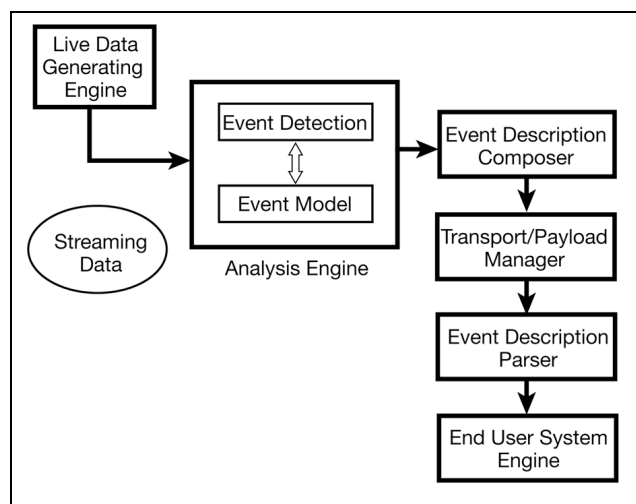 Live Data
Generating
Engine
Event Detection
Event Model
Analysis Engine
Streaming
Data
Event Description
Composer
Transport/Payload
Manager
Event Description
Parser
End User System
Engine